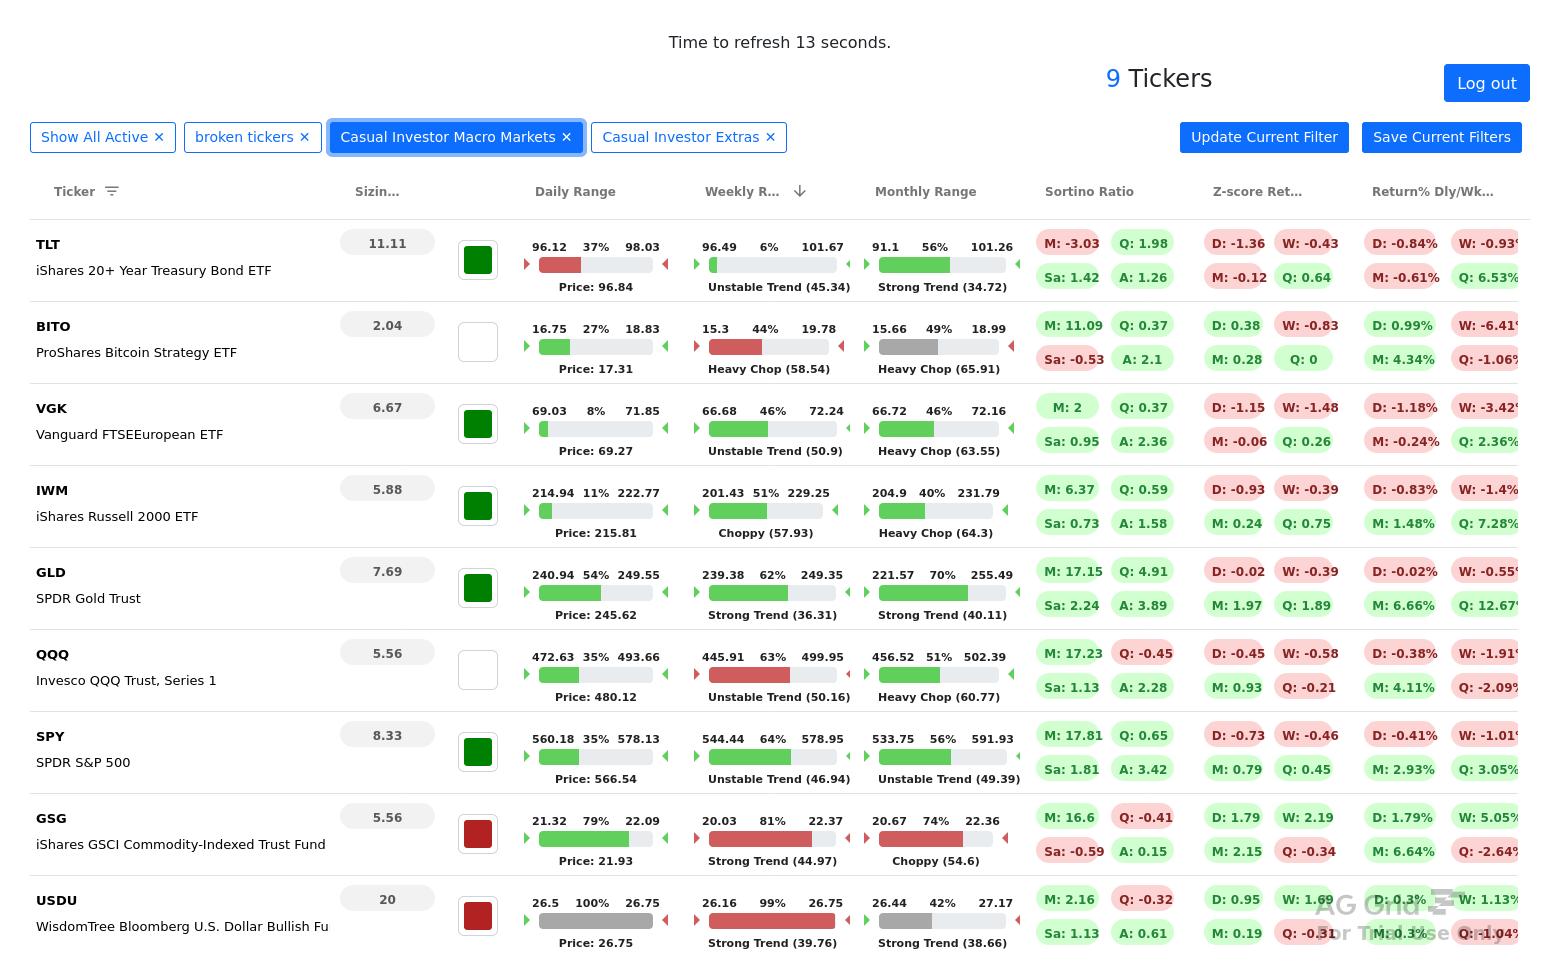 Time to refresh 13 seconds.
9 Tickers
Log out
Show All Active ✕ broken tickers ✕ Casual Investor Macro Markets ✕ Casual Investor Extras ✕ Update Current Filter Save Current Filters
Ticker Sizin... Daily Range Weekly R... Monthly Range Sortino Ratio Z-score Ret... Return% Dly/Wk...
TLT 11.11 96.12 37% 98.03 96.49 6% 101.67 91.1 56% 101.26 M: -3.03 Q: 1.98 D: -1.36 W: -0.43 D: -0.84% W: -0.93%
iShares 20+ Year Treasury Bond ETF Price: 96.84 Unstable Trend (45.34) Strong Trend (34.72) Sa: 1.42 A: 1.26 M: -0.12 Q: 0.64 M: -0.61% Q: 6.53%
BITO 2.04 16.75 27% 18.83 15.3 44% 19.78 15.66 49% 18.99 M: 11.09 Q: 0.37 D: 0.38 W: -0.83 D: 0.99% W: -6.41%
ProShares Bitcoin Strategy ETF Price: 17.31 Heavy Chop (58.54) Heavy Chop (65.91) Sa: -0.53 A: 2.1 M: 0.28 Q: 0 M: 4.34% Q: -1.06%
VGK 6.67 69.03 8% 71.85 66.68 46% 72.24 66.72 46% 72.16 M: 2 Q: 0.37 D: -1.15 W: -1.48 D: -1.18% W: -3.42%
Vanguard FTSEEuropean ETF Price: 69.27 Unstable Trend (50.9) Heavy Chop (63.55) Sa: 0.95 A: 2.36 M: -0.06 Q: 0.26 M: -0.24% Q: 2.36%
IWM 5.88 214.94 11% 222.77 201.43 51% 229.25 204.9 40% 231.79 M: 6.37 Q: 0.59 D: -0.93 W: -0.39 D: -0.83% W: -1.4%
iShares Russell 2000 ETF Price: 215.81 Choppy (57.93) Heavy Chop (64.3) Sa: 0.73 A: 1.58 M: 0.24 Q: 0.75 M: 1.48% Q: 7.28%
GLD 7.69 240.94 54% 249.55 239.38 62% 249.35 221.57 70% 255.49 M: 17.15 Q: 4.91 D: -0.02 W: -0.39 D: -0.02% W: -0.55%
SPDR Gold Trust Price: 245.62 Strong Trend (36.31) Strong Trend (40.11) Sa: 2.24 A: 3.89 M: 1.97 Q: 1.89 M: 6.66% Q: 12.67%
QQQ 5.56 472.63 35% 493.66 445.91 63% 499.95 456.52 51% 502.39 M: 17.23 Q: -0.45 D: -0.45 W: -0.58 D: -0.38% W: -1.91%
Invesco QQQ Trust, Series 1 Price: 480.12 Unstable Trend (50.16) Heavy Chop (60.77) Sa: 1.13 A: 2.28 M: 0.93 Q: -0.21 M: 4.11% Q: -2.09%
SPY 8.33 560.18 35% 578.13 544.44 64% 578.95 533.75 56% 591.93 M: 17.81 Q: 0.65 D: -0.73 W: -0.46 D: -0.41% W: -1.01%
SPDR S&P 500 Price: 566.54 Unstable Trend (46.94) Unstable Trend (49.39) Sa: 1.81 A: 3.42 M: 0.79 Q: 0.45 M: 2.93% Q: 3.05%
GSG 5.56 21.32 79% 22.09 20.03 81% 22.37 20.67 74% 22.36 M: 16.6 Q: -0.41 D: 1.79 W: 2.19 D: 1.79% W: 5.05%
iShares GSCI Commodity-Indexed Trust Fund Price: 21.93 Strong Trend (44.97) Choppy (54.6) Sa: -0.59 A: 0.15 M: 2.15 Q: -0.34 M: 6.64% Q: -2.64%
USDU 20 26.5 100% 26.75 26.16 99% 26.75 26.44 42% 27.17 M: 2.16 Q: -0.32 D: 0.95 W: 1.69 D: 0.3% W: 1.13%
AG Grid
WisdomTree Bloomberg U.S. Dollar Bullish Fu Price: 26.75 Strong Trend (39.76) Strong Trend (38.66) Sa: 1.13 A: 0.61 M: 0.19 Q: -0.31 M: 0.3% Q: -1.04%
For Trial Use Only